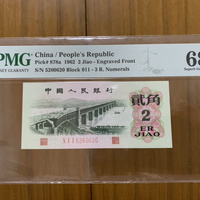 PMG
China / People's Republic
Pick# 878a 1962 2 Jiao - Engraved Front
S/N 5200620 Block 011 - 3 R. Numerals
68
中国人民银行
贰角
2
ER JIAO